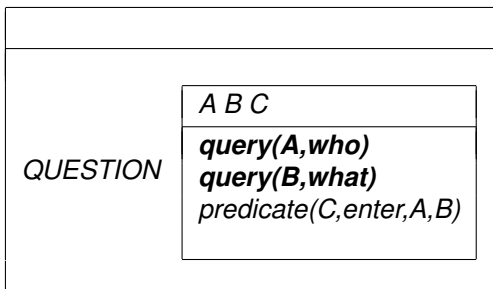 A B C
query(A,who)
query(B,what)
QUESTION
predicate(C,enter,A,B)